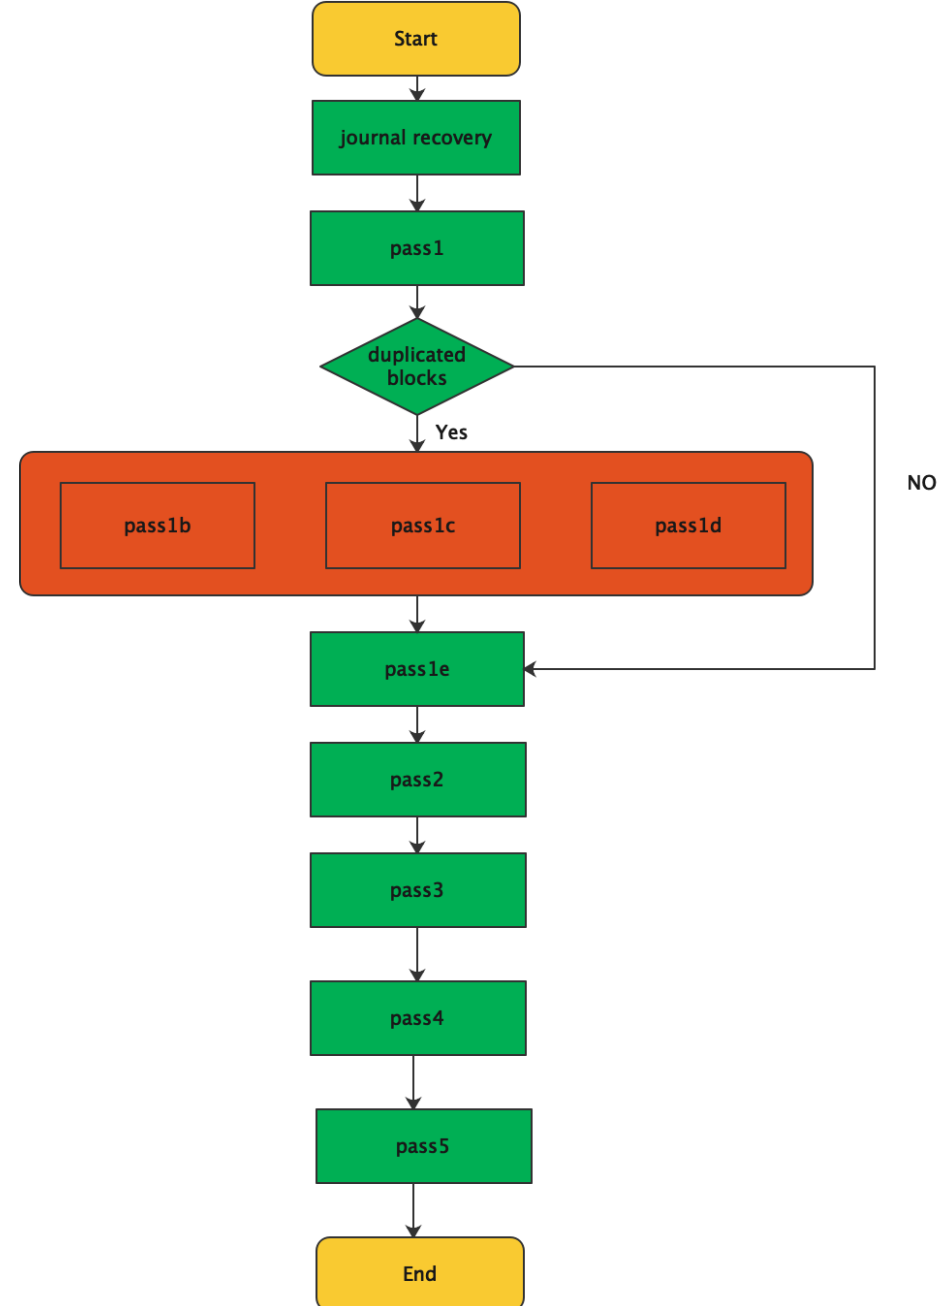 Start
journal recovery
pass1
duplicated
blocks
Yes
NO
pass1b
pass1c
pass1d
pass1e
pass2
pass3
pass4
pass5
End